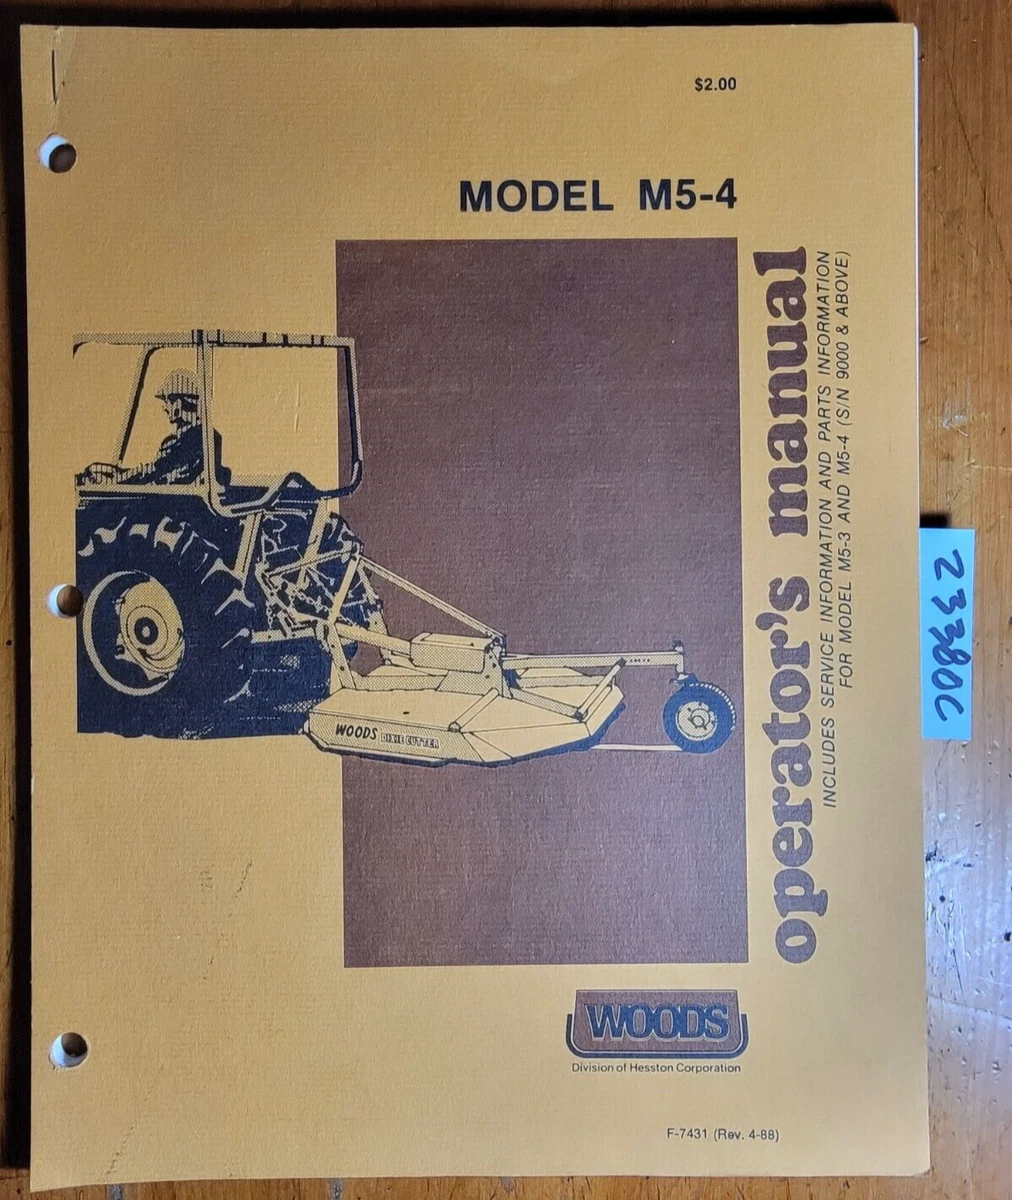 $2.00
MODEL M5-4
operator's manual
INCLUDES SERVICE INFORMATION AND PARTS INFORMATION
FOR MODEL M5-3 AND M5-4 (S/N 9000 & ABOVE)
WOODS DIXIE CUTTER
WOODS
Division of Hesston Corporation
F-7431 (Rev. 4-88)
23380C